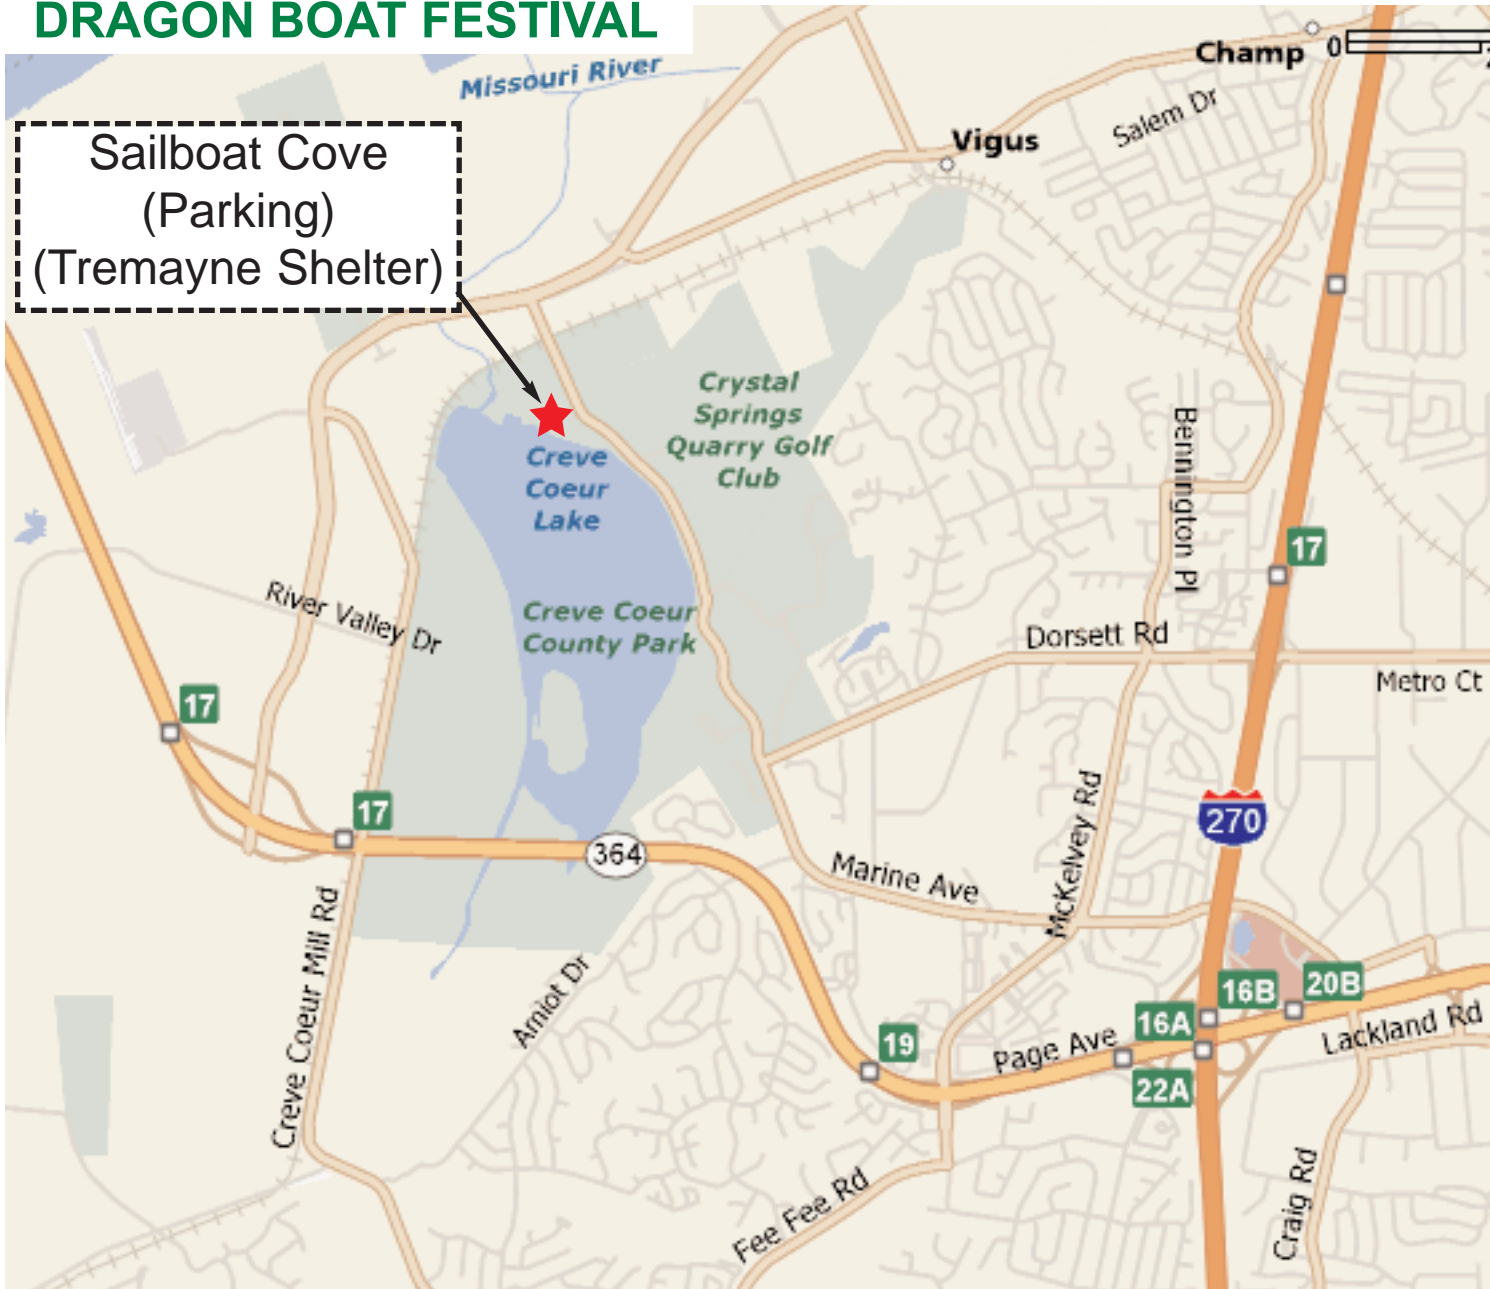 DRAGON BOAT FESTIVAL
Missouri River
Champ
0
Salem Dr
Vigus
Sailboat Cove
(Parking)
(Tremayne Shelter)
Crystal
Springs
Quarry Golf
Club
Creve
Coeur
Lake
Bennington Pl
17
River Valley Dr
Creve Coeur
County Park
Dorsett Rd
Metro Ct
17
17
270
364
Marine Ave
McKelvey Rd
Creve Coeur Mill Rd
Amiot Dr
16B
20B
16A
19
Page Ave
Lackland Rd
22A
Fee Fee Rd
Craig Rd